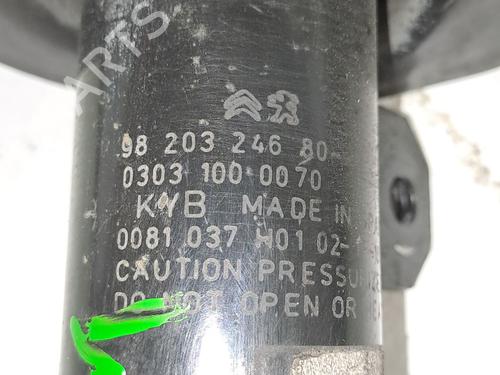 98 203 246 80-
0303 100 0070
KYB MADE IN
0081 037 H01 02-
CAUTION PRESSU
DO NOT OPEN OR
PARTS